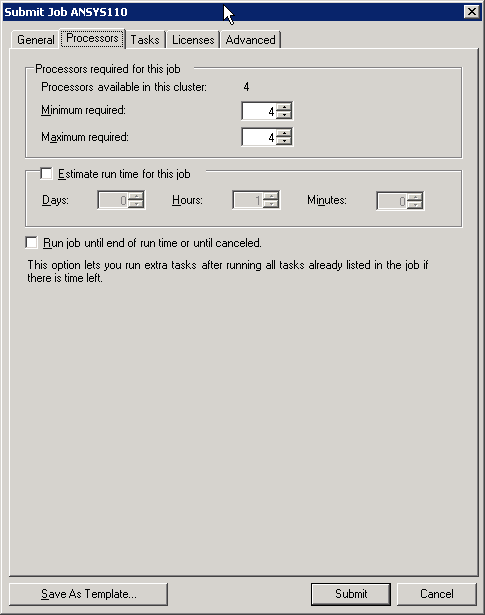 Submit Job ANSYS110
General Processors Tasks Licenses Advanced
Processors required for this job
Processors available in this cluster: 4
Minimum required: 4
Maximum required: 4
Estimate run time for this job
Days: 0 Hours: 1 Minutes: 0
Run job until end of run time or until canceled.
This option lets you run extra tasks after running all tasks already listed in the job if
there is time left.
Save As Template... Submit Cancel